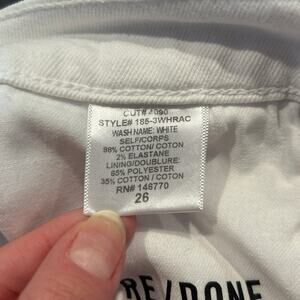 CUT# 4090
STYLE# 185-3WHRAC
WASH NAME: WHITE
SELF/CORPS
98% COTTON/ COTON
2% ELASTANE
LINING/DOUBLURE:
65% POLYESTER
35% COTTON / COTON
RN# 146770
26
RE/DONE